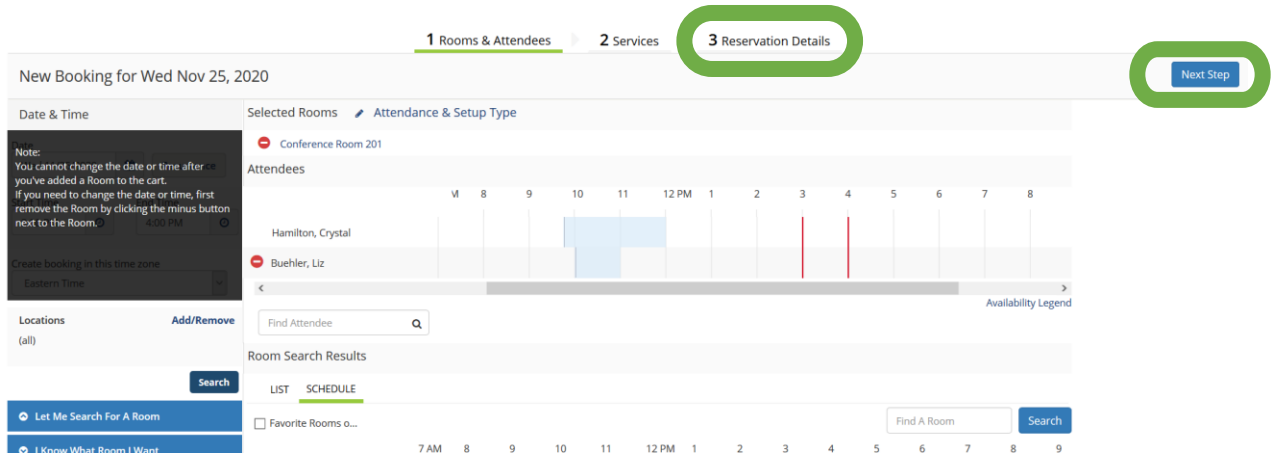 1 Rooms & Attendees
2 Services
3 Reservation Details
New Booking for Wed Nov 25, 2020
Next Step
Date & Time
Selected Rooms
Attendance & Setup Type
Date
Note:
You cannot change the date or time after
you've added a Room to the cart.
If you need to change the date or time, first
remove the Room by clicking the minus button
next to the Room.
4:00 PM
Create booking in this time zone
Eastern Time
Conference Room 201
Attendees
8 9 10 11 12 PM 1 2 3 4 5 6 7 8
Hamilton, Crystal
Buehler, Liz
Availability Legend
Find Attendee
Locations
Add/Remove
(all)
Search
Let Me Search For A Room
I Know What Room I Want
Room Search Results
LIST
SCHEDULE
Favorite Rooms o...
Find A Room
Search
7 AM 8 9 10 11 12 PM 1 2 3 4 5 6 7 8 9